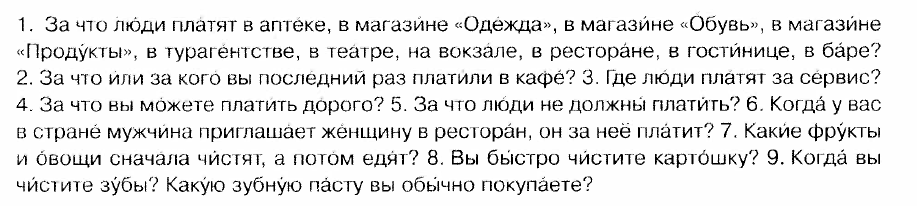 1. За что лю́ди пла́тят в апте́ке, в магази́не «Оде́жда», в магази́не «О́бувь», в магази́не
«Проду́кты», в тураге́нтстве, в теа́тре, на вокза́ле, в рестора́не, в гости́нице, в ба́ре?
2. За что и́ли за кого́ вы после́дний раз плати́ли в кафе́? 3. Где лю́ди пла́тят за се́рвис?
4. За что вы мо́жете плати́ть до́рого? 5. За что лю́ди не должны́ плати́ть? 6. Когда́ у вас
в стране́ мужчи́на приглаша́ет же́нщину в рестора́н, он за неё пла́тит? 7. Каки́е фру́кты
и о́вощи снача́ла чи́стят, а пото́м едя́т? 8. Вы бы́стро чи́стите карто́шку? 9. Когда́ вы
чи́стите зу́бы? Каку́ю зубну́ю па́сту вы обы́чно покупа́ете?